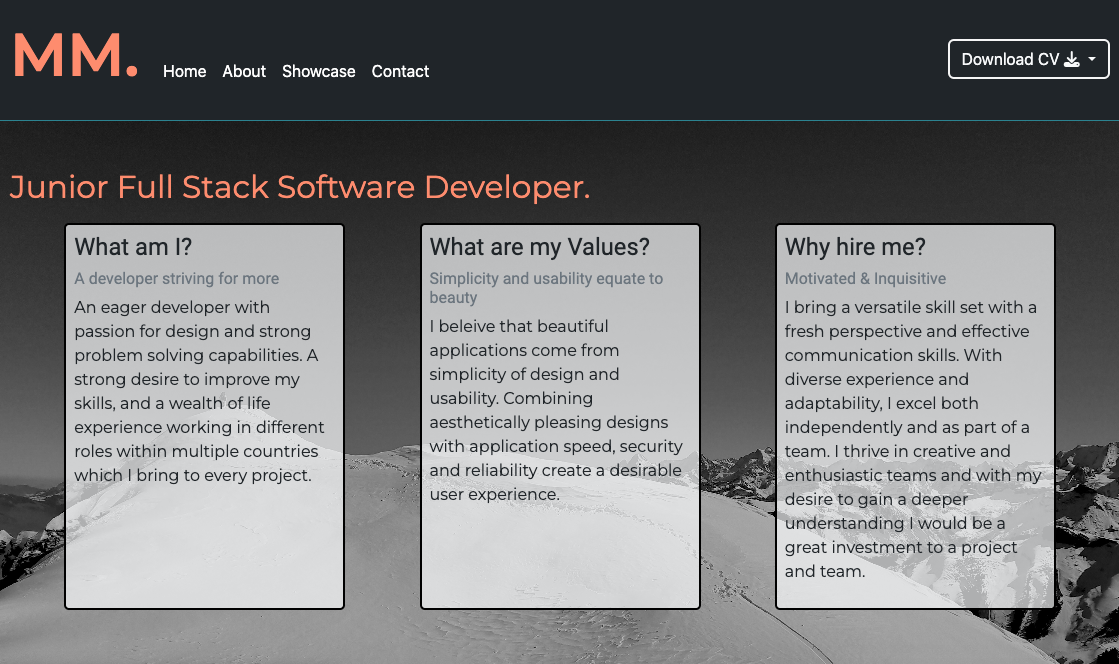 MM.
Home About Showcase Contact
Download CV
Junior Full Stack Software Developer.
What am I?
A developer striving for more
An eager developer with
passion for design and strong
problem solving capabilities. A
strong desire to improve my
skills, and a wealth of life
experience working in different
roles within multiple countries
which I bring to every project.
What are my Values?
Simplicity and usability equate to
beauty
I beleive that beautiful
applications come from
simplicity of design and
usability. Combining
aesthetically pleasing designs
with application speed, security
and reliability create a desirable
user experience.
Why hire me?
Motivated & Inquisitive
I bring a versatile skill set with a
fresh perspective and effective
communication skills. With
diverse experience and
adaptability, I excel both
independently and as part of a
team. I thrive in creative and
enthusiastic teams and with my
desire to gain a deeper
understanding I would be a
great investment to a project
and team.